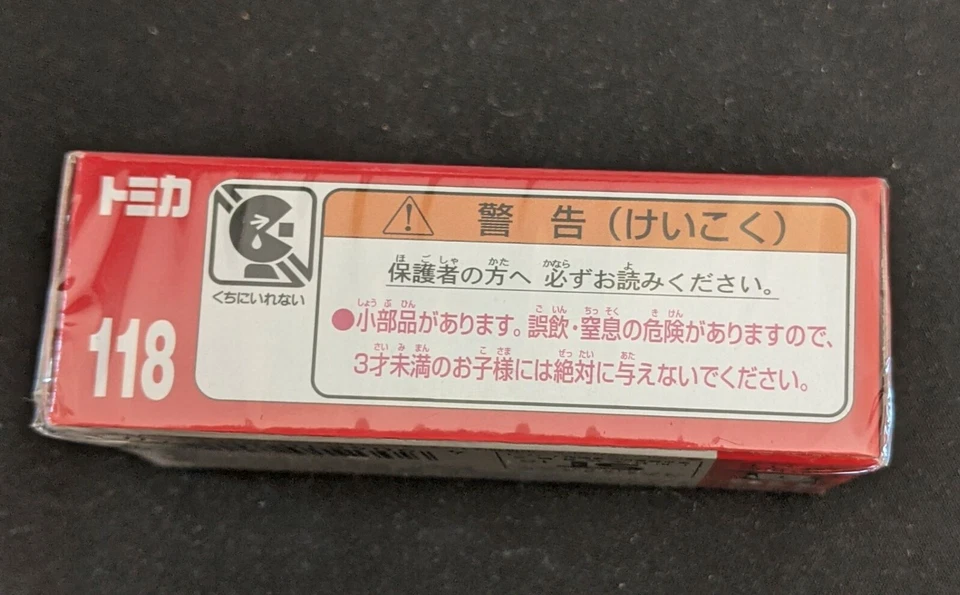 トミカ
118
くちにいれない
警告(けいこく)
保護者の方へ 必ずお読みください。
●小部品があります。誤飲・窒息の危険がありますので、
3才未満のお子様には絶対に与えないでください。